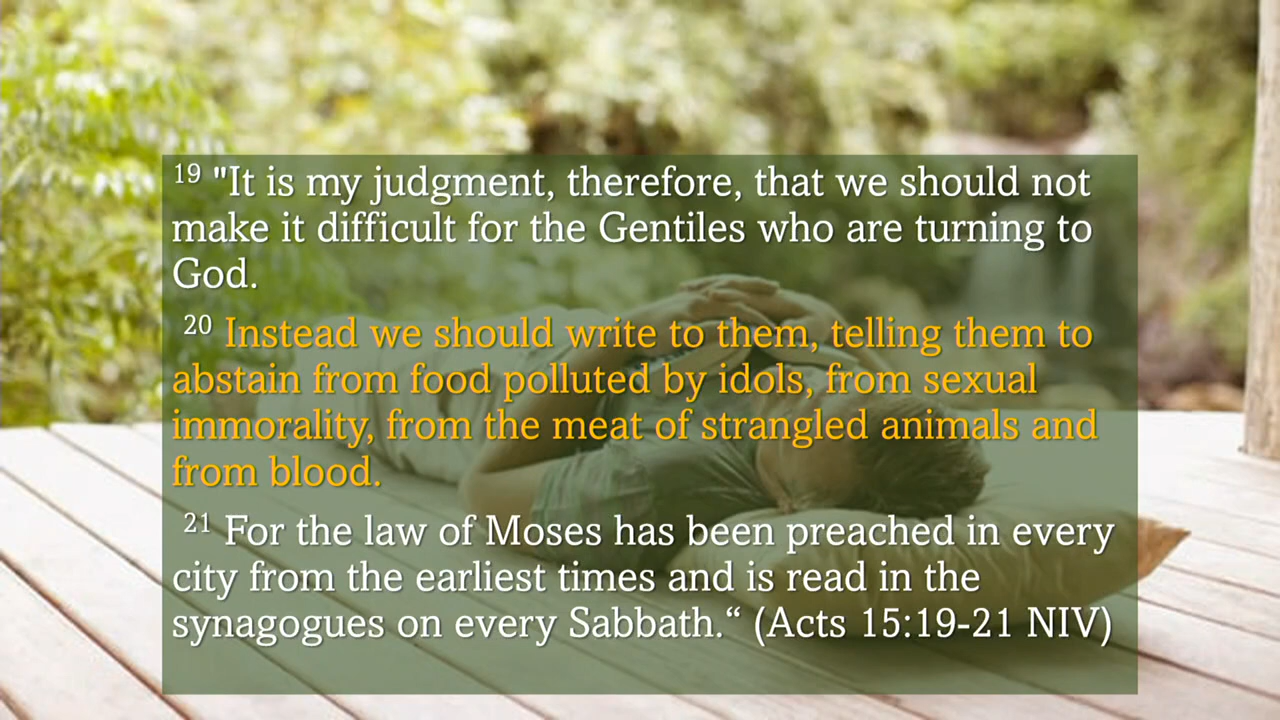 19 "It is my judgment, therefore, that we should not
make it difficult for the Gentiles who are turning to
God.
20 Instead we should write to them, telling them to
abstain from food polluted by idols, from sexual
immorality, from the meat of strangled animals and
from blood.
21 For the law of Moses has been preached in every
city from the earliest times and is read in the
synagogues on every Sabbath.“ (Acts 15:19-21 NIV)